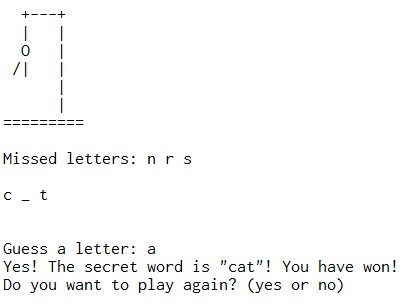 +---+
  |   |
  O   |
 /|   |
      |
      |
=========
Missed letters: n r s
c _ t
Guess a letter: a
Yes! The secret word is "cat"! You have won!
Do you want to play again? (yes or no)